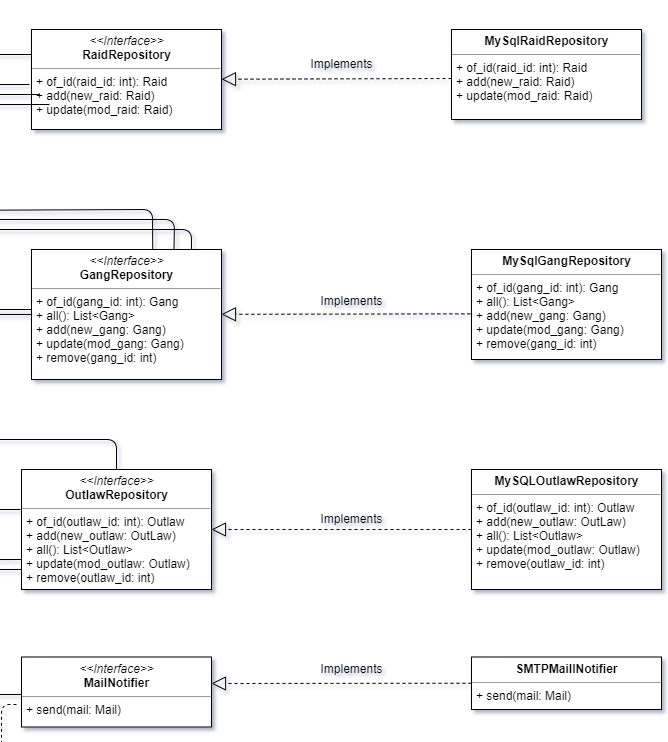 <<Interface>>
RaidRepository
+ of_id(raid_id: int): Raid
+ add(new_raid: Raid)
+ update(mod_raid: Raid)
Implements
MySqlRaidRepository
+ of_id(raid_id: int): Raid
+ add(new_raid: Raid)
+ update(mod_raid: Raid)
<<Interface>>
GangRepository
+ of_id(gang_id: int): Gang
+ all(): List<Gang>
+ add(new_gang: Gang)
+ update(mod_gang: Gang)
+ remove(gang_id: int)
Implements
MySqlGangRepository
+ of_id(gang_id: int): Gang
+ all(): List<Gang>
+ add(new_gang: Gang)
+ update(mod_gang: Gang)
+ remove(gang_id: int)
<<Interface>>
OutlawRepository
+ of_id(outlaw_id: int): Outlaw
+ add(new_outlaw: OutLaw)
+ all(): List<Outlaw>
+ update(mod_outlaw: Outlaw)
+ remove(outlaw_id: int)
Implements
MySQLOutlawRepository
+ of_id(outlaw_id: int): Outlaw
+ add(new_outlaw: OutLaw)
+ all(): List<Outlaw>
+ update(mod_outlaw: Outlaw)
+ remove(outlaw_id: int)
<<Interface>>
MailNotifier
+ send(mail: Mail)
Implements
SMTPMaillNotifier
+ send(mail: Mail)